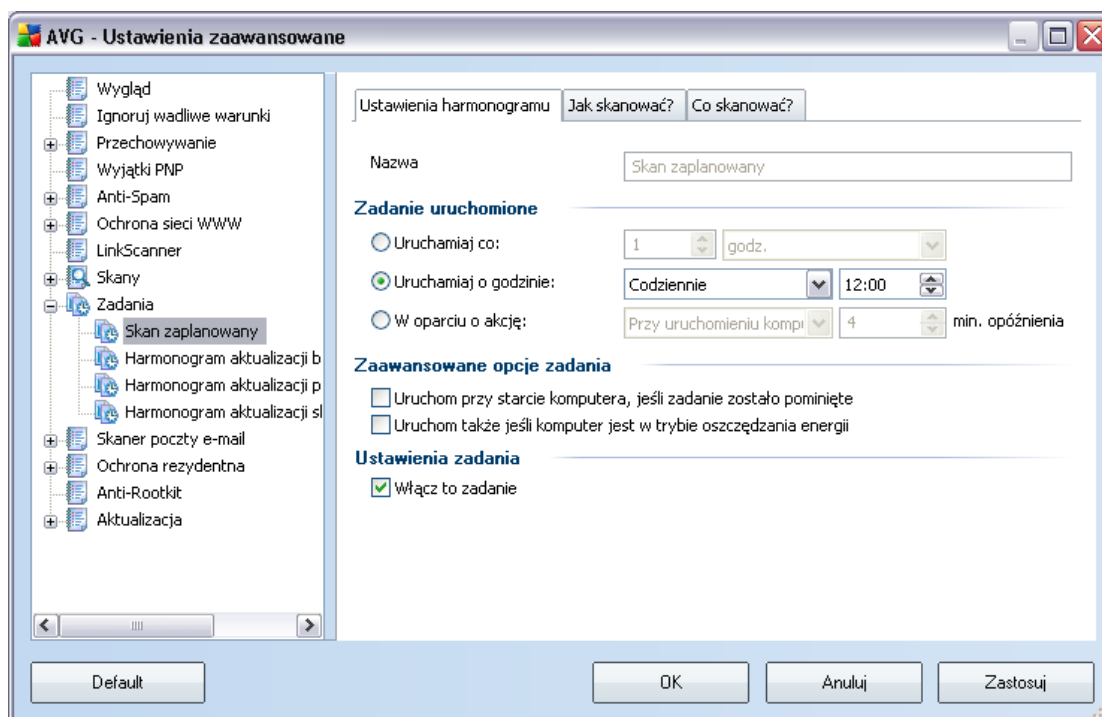 AVG - Ustawienia zaawansowane
Wygląd
Ignoruj wadliwe warunki
Przechowywanie
Wyjątki PNP
Anti-Spam
Ochrona sieci WWW
LinkScanner
Skany
Zadania
Skan zaplanowany
Harmonogram aktualizacji b
Harmonogram aktualizacji p
Harmonogram aktualizacji sł
Skaner poczty e-mail
Ochrona rezydentna
Anti-Rootkit
Aktualizacja
Ustawienia harmonogramu Jak skanować? Co skanować?
Nazwa Skan zaplanowany
Zadanie uruchomione
Uruchamiaj co: 1 godz.
Uruchamiaj o godzinie: Codziennie 12:00
W oparciu o akcję: Przy uruchomieniu kompu 4 min. opóźnienia
Zaawansowane opcje zadania
Uruchom przy starcie komputera, jeśli zadanie zostało pominięte
Uruchom także jeśli komputer jest w trybie oszczędzania energii
Ustawienia zadania
Włącz to zadanie
Default OK Anuluj Zastosuj